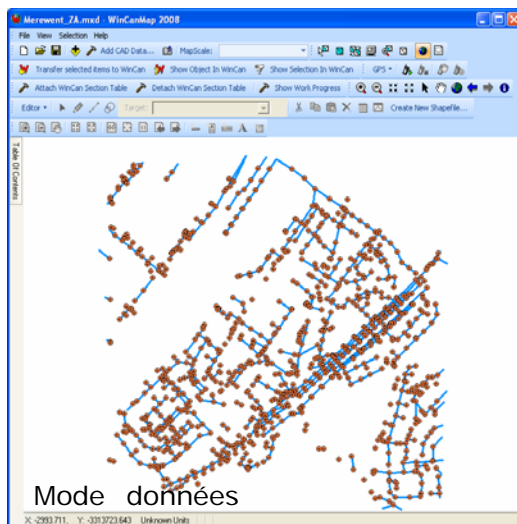 Merewent_ZA.mxd - WinCanMap 2008
File View Selection Help
Add CAD Data... MapScale:
Transfer selected items to WinCan Show Object In WinCan Show Selection In WinCan GPS
Attach WinCan Section Table Detach WinCan Section Table Show Work Progress
Editor Target: Create New Shapefile...
Table Of Contents
Mode données
X: -2993.711, Y: -3313723.643 Unknown Units